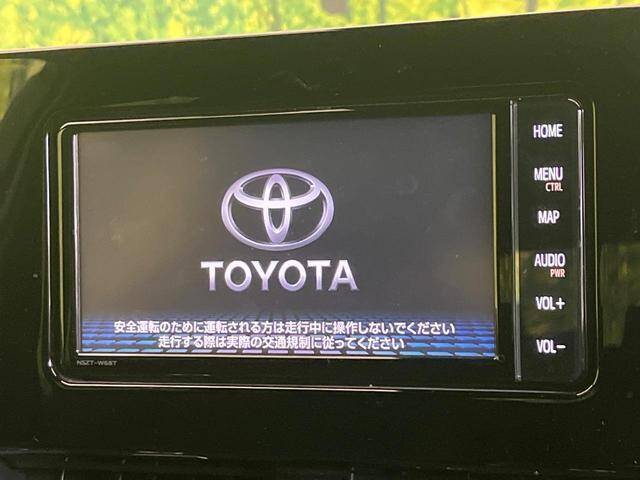 TOYOTA
安全運転のために運転される方は走行中に操作しないでください
走行する際は実際の交通規制に従ってください
NSZT-W68T
HOME
MENU
CTRL
MAP
AUDIO
PWR
VOL+
VOL-